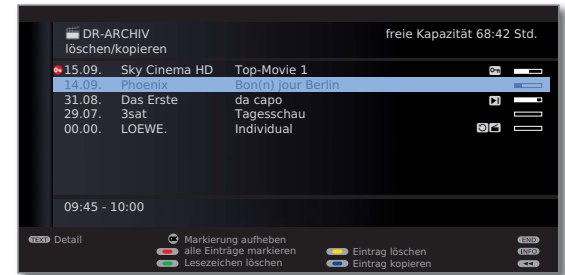 DR-ARCHIV freie Kapazität 68:42 Std.
löschen/kopieren
15.09. Sky Cinema HD Top-Movie 1
14.09. Phoenix Bon(n) jour Berlin
31.08. Das Erste da capo
29.07. 3sat Tagesschau
00.00. LOEWE. Individual
09:45 - 10:00
TEXT Detail OK Markierung aufheben END
alle Einträge markieren Eintrag löschen INFO
Lesezeichen löschen Eintrag kopieren